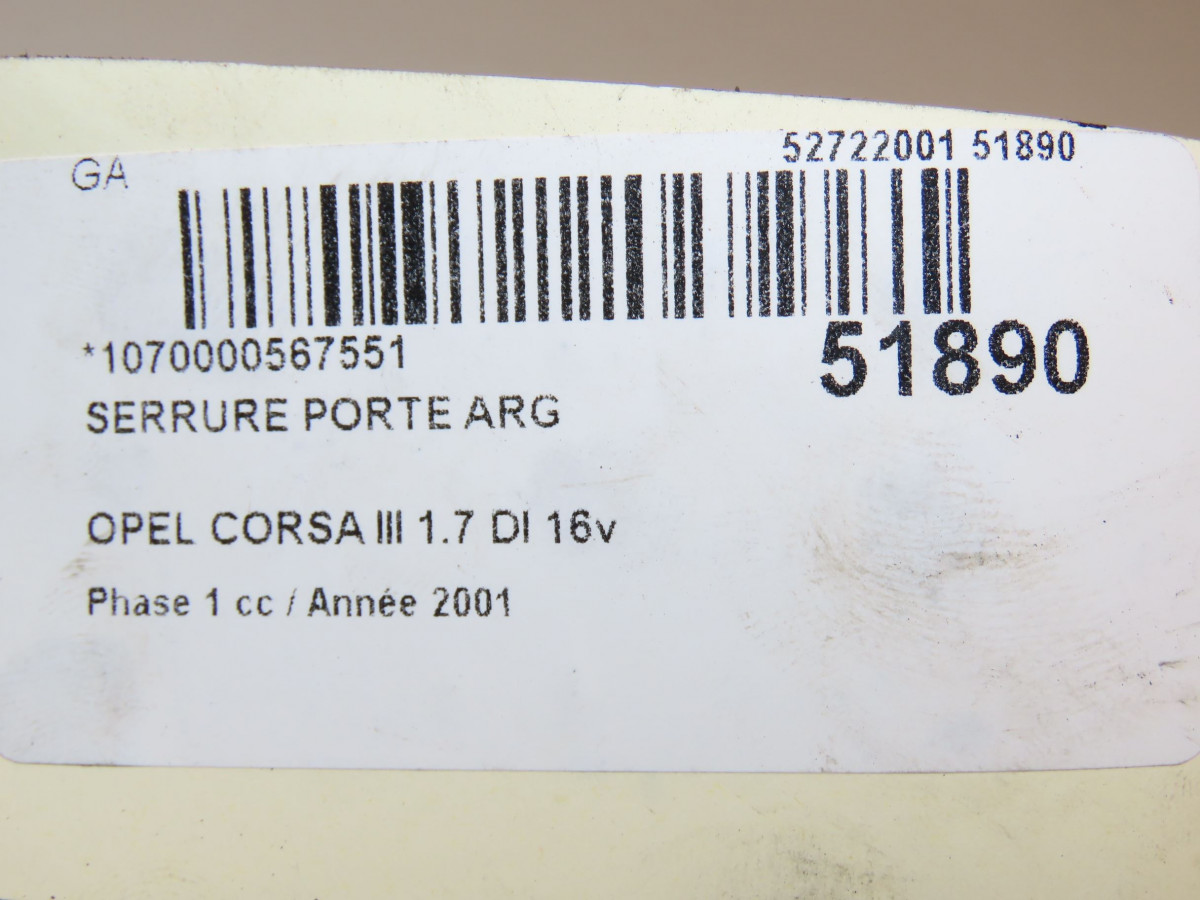 GA
52722001 51890
*1070000567551
51890
SERRURE PORTE ARG
OPEL CORSA III 1.7 DI 16v
Phase 1 cc / Année 2001